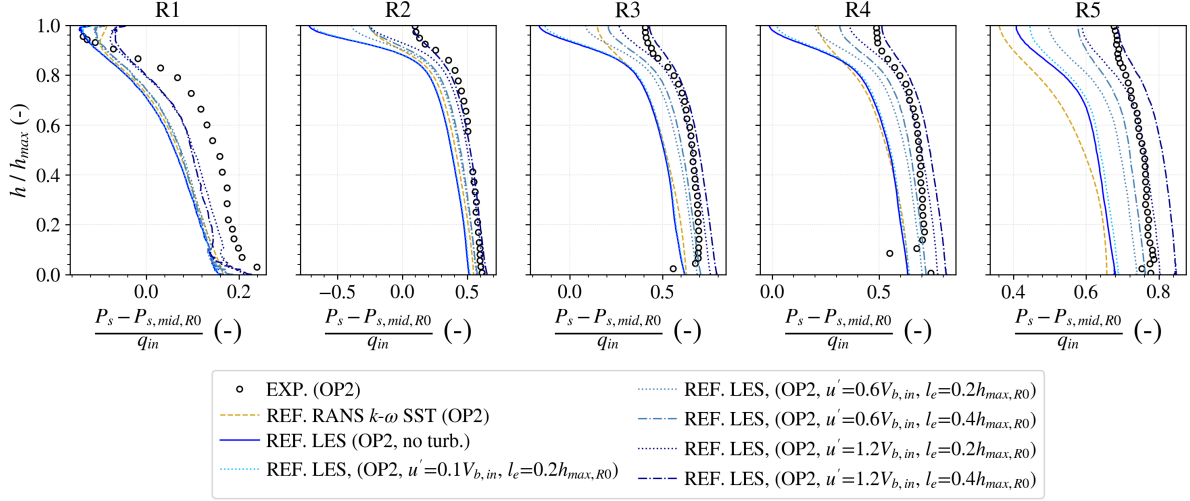 R1 R2 R3 R4 R5
1.0
0.8
0.6
0.4
0.2
0.0
h / h_max (-)
0.0 0.2 −0.5 0.0 0.5 0.0 0.5 0.0 0.5 0.4 0.6 0.8
P_s − P_s,mid,R0 / q_in (-) P_s − P_s,mid,R0 / q_in (-) P_s − P_s,mid,R0 / q_in (-) P_s − P_s,mid,R0 / q_in (-) P_s − P_s,mid,R0 / q_in (-)
EXP. (OP2)
REF. RANS k-ω SST (OP2)
REF. LES (OP2, no turb.)
REF. LES, (OP2, u′=0.1V_b,in, l_e=0.2h_max,R0)
REF. LES, (OP2, u′=0.6V_b,in, l_e=0.2h_max,R0)
REF. LES, (OP2, u′=0.6V_b,in, l_e=0.4h_max,R0)
REF. LES, (OP2, u′=1.2V_b,in, l_e=0.2h_max,R0)
REF. LES, (OP2, u′=1.2V_b,in, l_e=0.4h_max,R0)